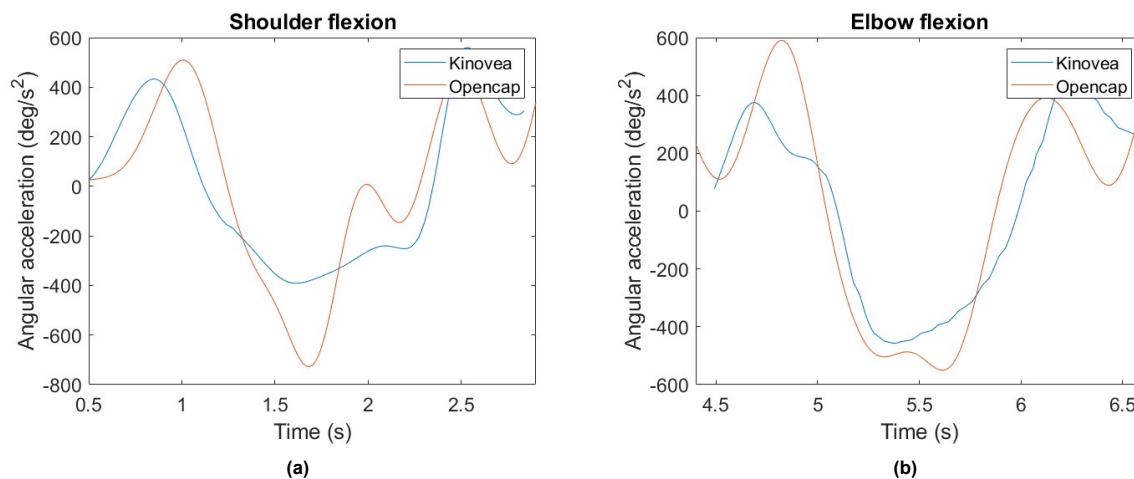 Shoulder flexion
Angular acceleration (deg/s²)
600
400
200
0
-200
-400
-600
-800
0.5
1
1.5
2
2.5
Time (s)
Kinovea
Opencap
(a)
Elbow flexion
Angular acceleration (deg/s²)
600
400
200
0
-200
-400
-600
4.5
5
5.5
6
6.5
Time (s)
Kinovea
Opencap
(b)